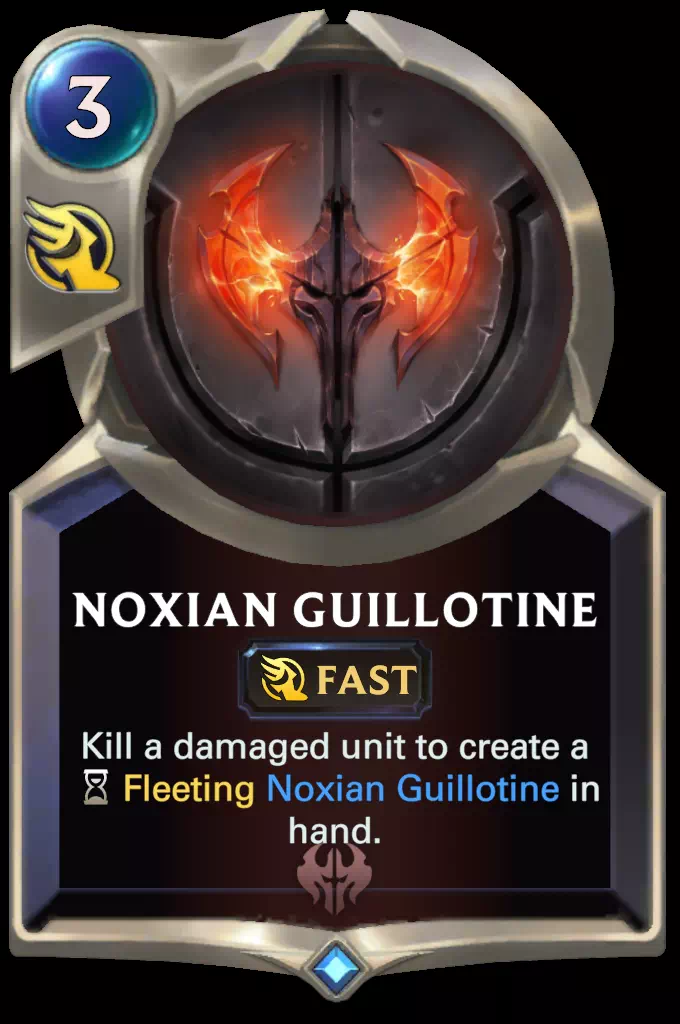 3
NOXIAN GUILLOTINE
FAST
Kill a damaged unit to create a
Fleeting Noxian Guillotine in
hand.